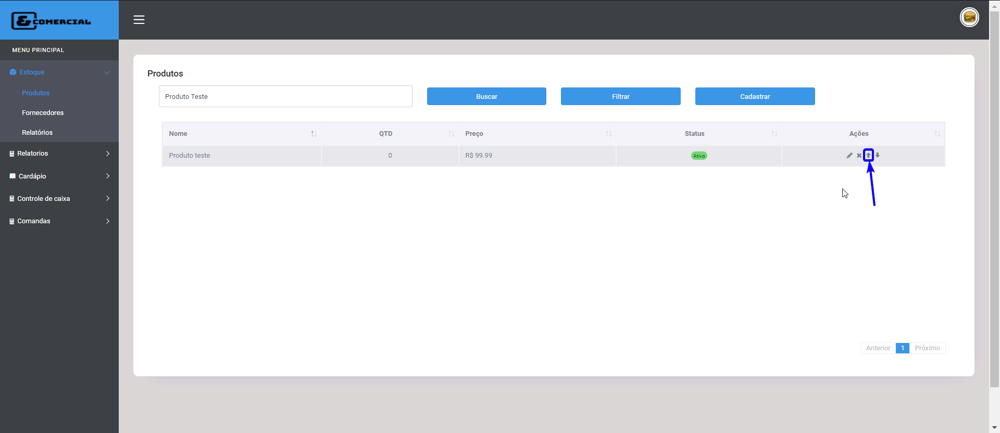 & COMERCIAL
MENU PRINCIPAL
Estoque
Produtos
Fornecedores
Relatórios
Relatorios
Cardápio
Controle de caixa
Comandas
Produtos
Produto Teste
Buscar
Filtrar
Cadastrar
Nome QTD Preço Status Ações
Produto teste 0 R$ 99.99 Ativo
Anterior 1 Próximo